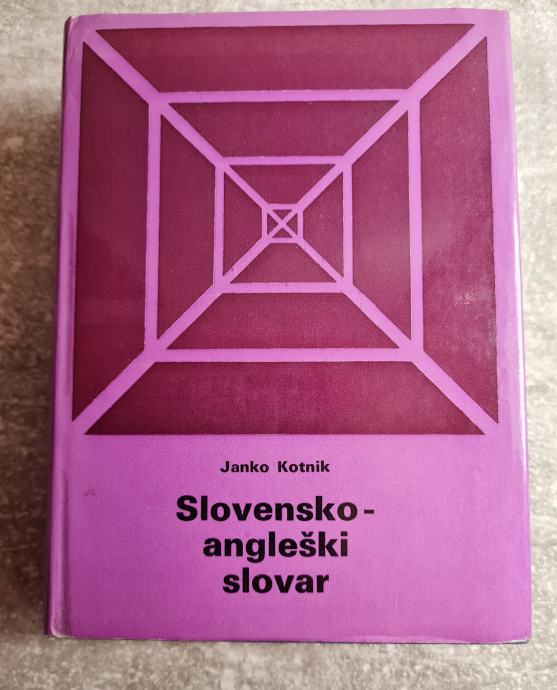 Janko Kotnik
Slovensko-
angleški
slovar